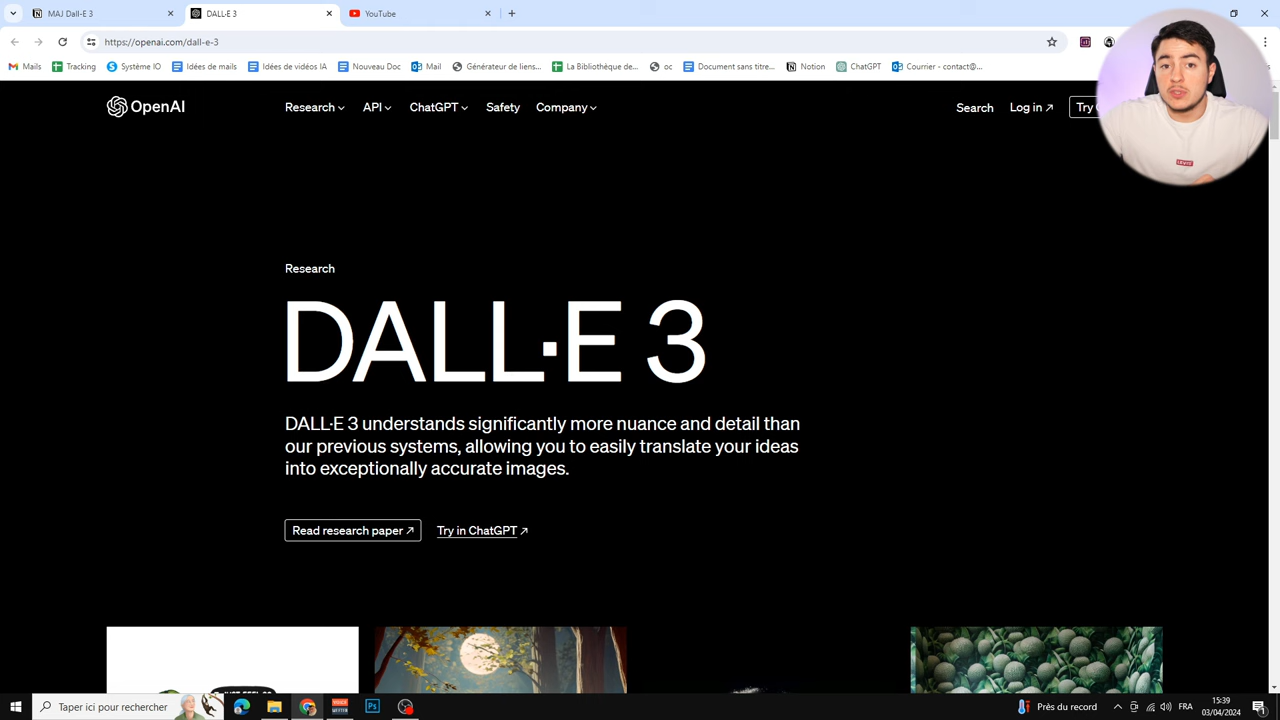 MAJ Dall-E 3
DALL·E 3
YouTube
https://openai.com/dall-e-3
Mails
Tracking
Système IO
Idées de mails
Idées de vidéos IA
Nouveau Doc
Mail
Générateur de liens...
La Bibliothèque de...
oc
Document sans titre...
Notion
ChatGPT
Courrier - contact@...
OpenAI
Research
API
ChatGPT
Safety
Company
Search
Log in ↗
Try
Levi's
Research
DALL·E 3
DALL·E 3 understands significantly more nuance and detail than
our previous systems, allowing you to easily translate your ideas
into exceptionally accurate images.
Read research paper ↗
Try in ChatGPT ↗
Taper ici pour rechercher
Ps
Près du record
FRA
15:39
03/04/2024